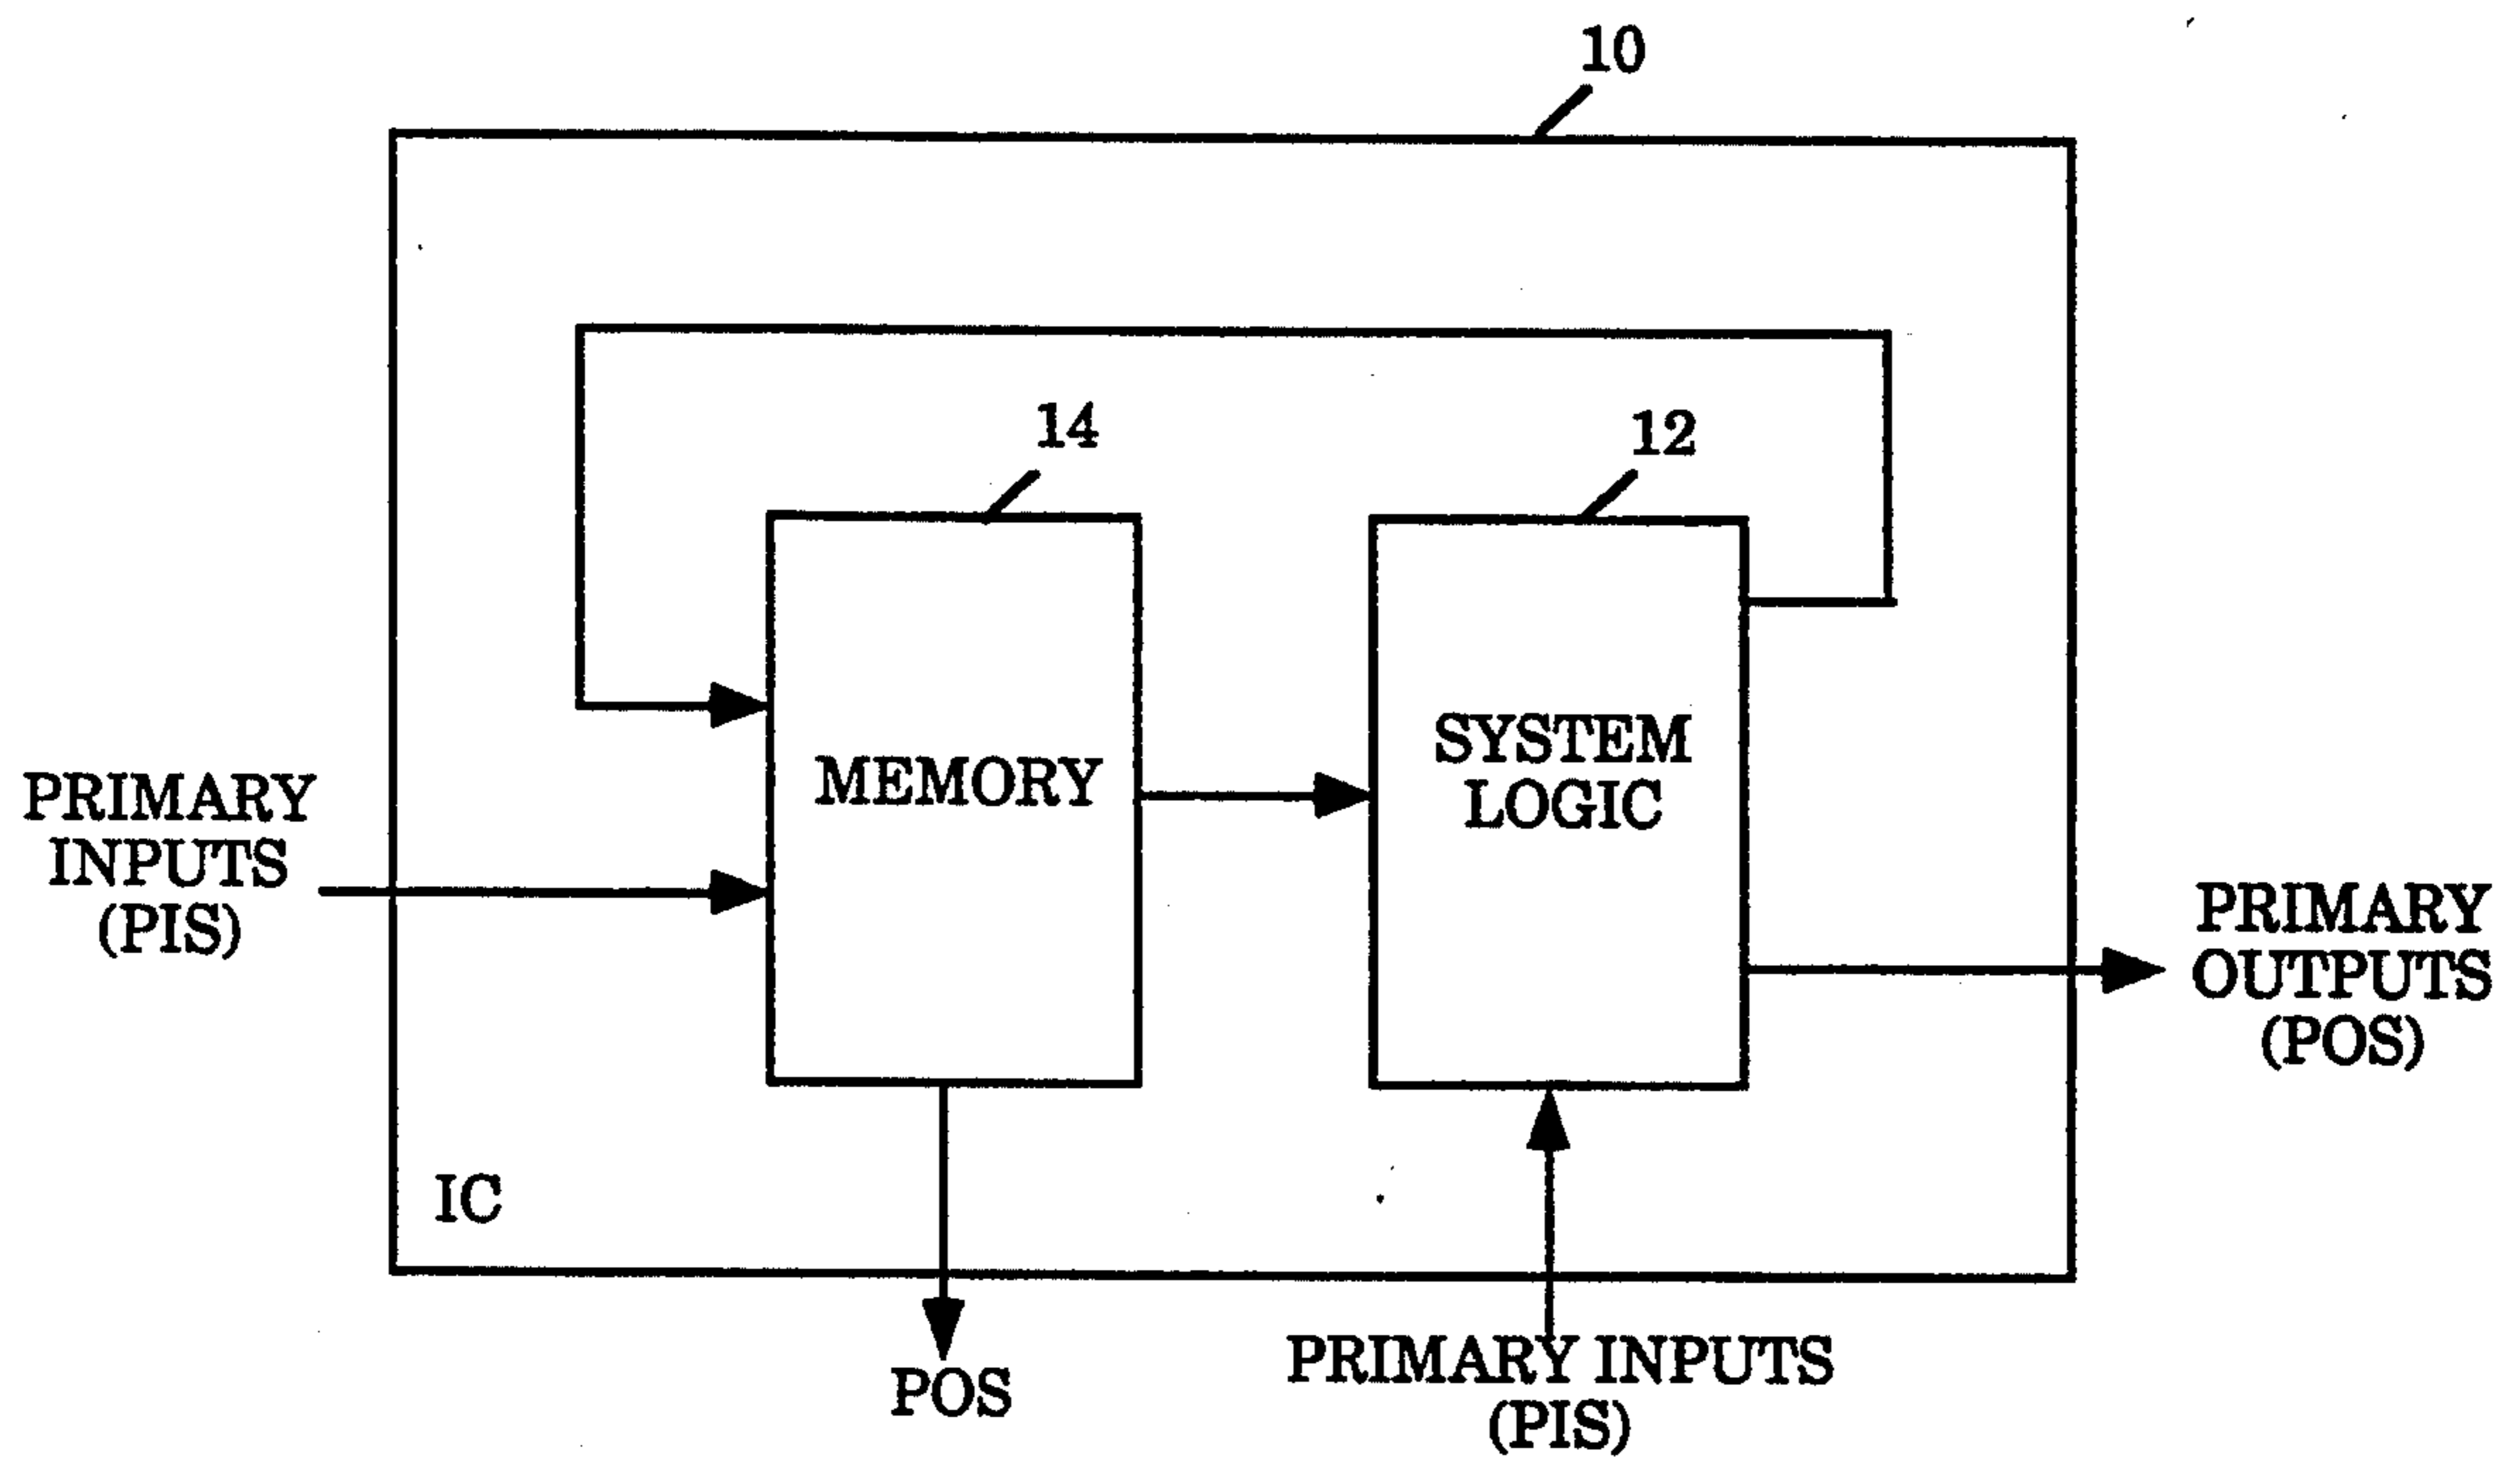 10
14
12
MEMORY
SYSTEM
LOGIC
PRIMARY
INPUTS
(PIS)
PRIMARY
OUTPUTS
(POS)
IC
POS
PRIMARY INPUTS
(PIS)